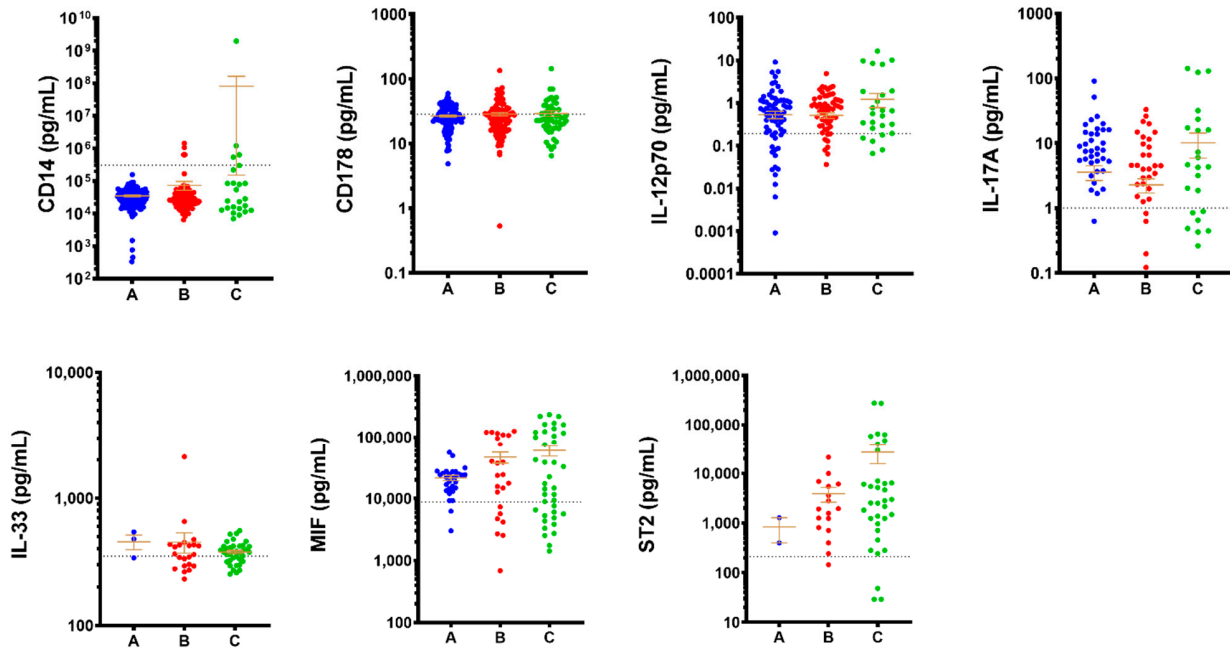 CD14 (pg/mL)
10^10
10^9
10^8
10^7
10^6
10^5
10^4
10^3
10^2
A B C
CD178 (pg/mL)
1000
100
10
1
0.1
A B C
IL-12p70 (pg/mL)
100
10
1
0.1
0.01
0.001
0.0001
A B C
IL-17A (pg/mL)
1000
100
10
1
0.1
A B C
IL-33 (pg/mL)
10,000
1,000
100
A B C
MIF (pg/mL)
1,000,000
100,000
10,000
1,000
100
A B C
ST2 (pg/mL)
1,000,000
100,000
10,000
1,000
100
10
A B C